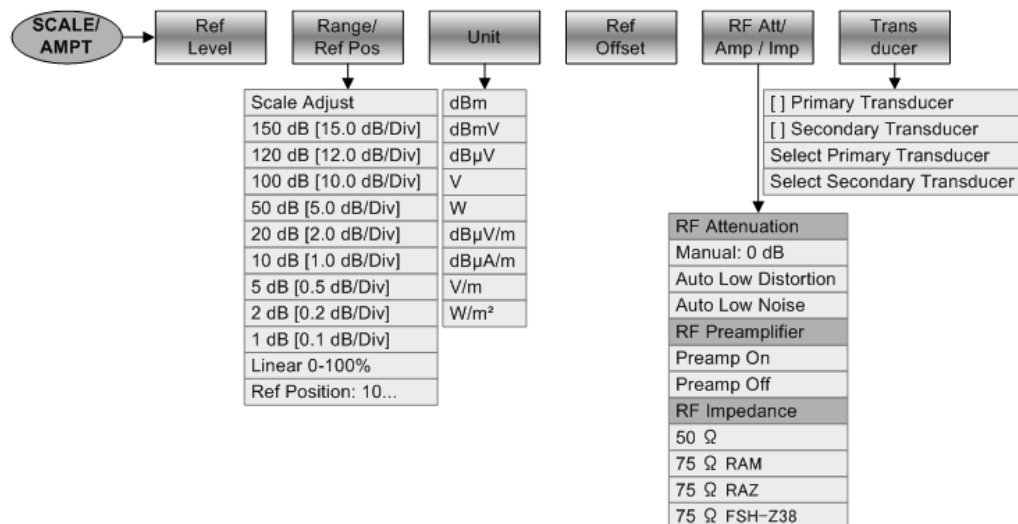 SCALE/
AMPT
Ref
Level
Range/
Ref Pos
Unit
Ref
Offset
RF Att/
Amp / Imp
Trans
ducer
Scale Adjust
150 dB [15.0 dB/Div]
120 dB [12.0 dB/Div]
100 dB [10.0 dB/Div]
50 dB [5.0 dB/Div]
20 dB [2.0 dB/Div]
10 dB [1.0 dB/Div]
5 dB [0.5 dB/Div]
2 dB [0.2 dB/Div]
1 dB [0.1 dB/Div]
Linear 0-100%
Ref Position: 10...
dBm
dBmV
dBµV
V
W
dBµV/m
dBµA/m
V/m
W/m²
[ ] Primary Transducer
[ ] Secondary Transducer
Select Primary Transducer
Select Secondary Transducer
RF Attenuation
Manual: 0 dB
Auto Low Distortion
Auto Low Noise
RF Preamplifier
Preamp On
Preamp Off
RF Impedance
50 Ω
75 Ω RAM
75 Ω RAZ
75 Ω FSH-Z38